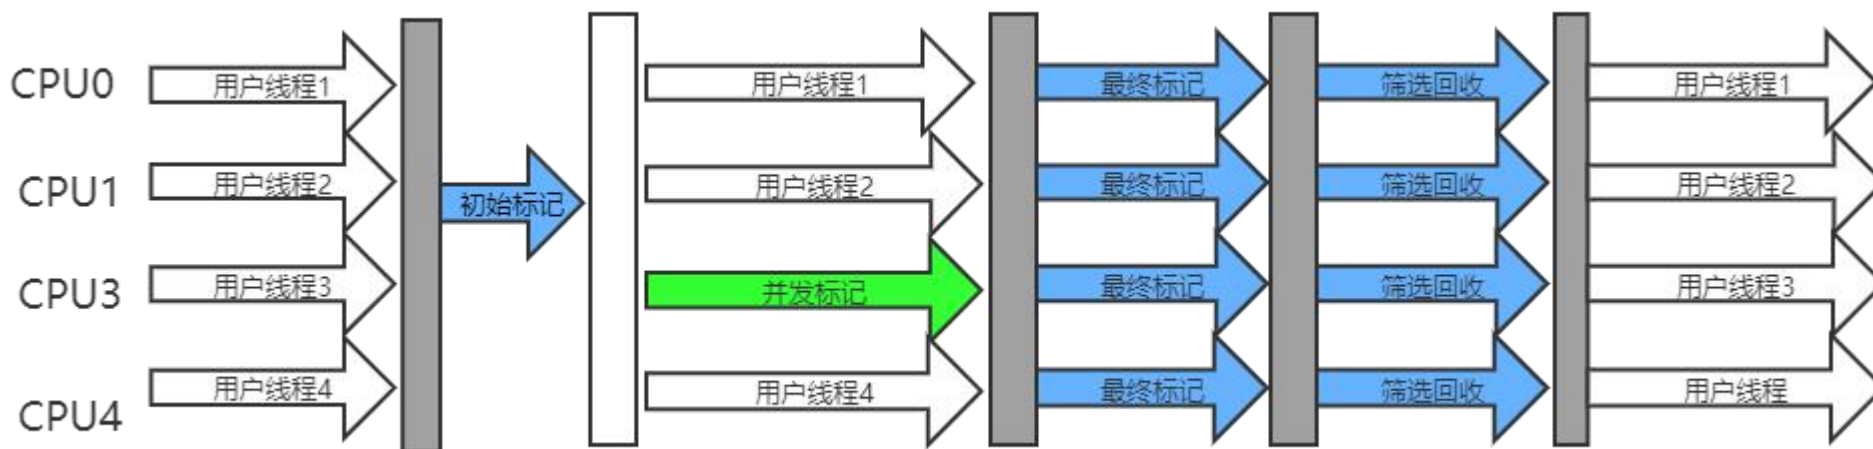 CPU0 用户线程1 用户线程1 最终标记 筛选回收 用户线程1
CPU1 用户线程2 初始标记 用户线程2 最终标记 筛选回收 用户线程2
CPU3 用户线程3 并发标记 最终标记 筛选回收 用户线程3
CPU4 用户线程4 用户线程4 最终标记 筛选回收 用户线程